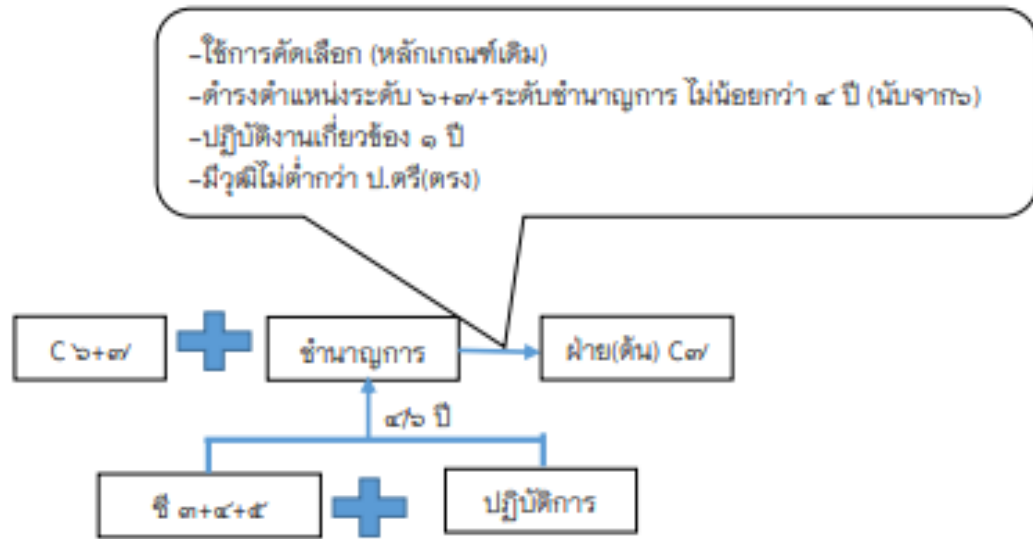 -ใช้การคัดเลือก (หลักเกณฑ์เดิม)
-ดำรงตำแหน่งระดับ ๖+๗+ระดับชำนาญการ ไม่น้อยกว่า ๔ ปี (นับจาก๖)
-ปฏิบัติงานเกี่ยวข้อง ๑ ปี
-มีวุฒิไม่ต่ำกว่า ป.ตรี(ตรง)
C ๖+๗
ชำนาญการ
ฝ่าย(ต้น) C๗
๔/๖ ปี
ซี ๓+๔+๕
ปฏิบัติการ